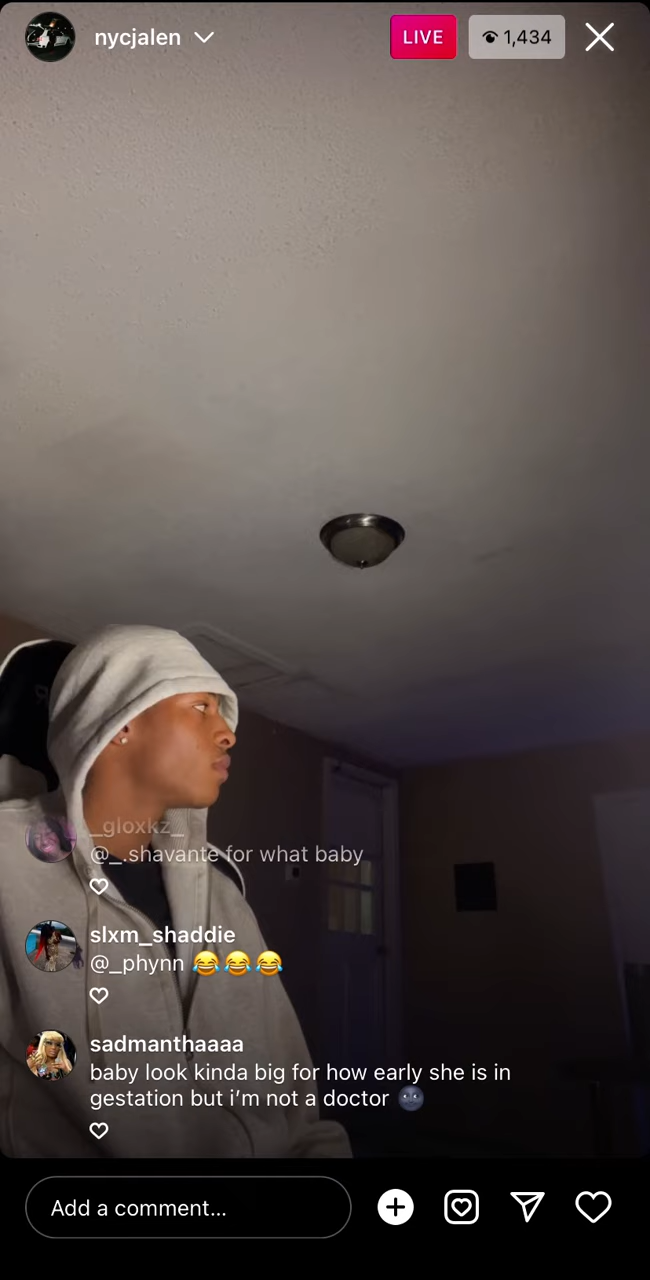 nycjalen
LIVE
1,434
_gloxkz_
@_.shavante for what baby
slxm_shaddie
@_phynn 😂😂😂
sadmanthaaaa
baby look kinda big for how early she is in
gestation but i’m not a doctor 🌚
Add a comment...